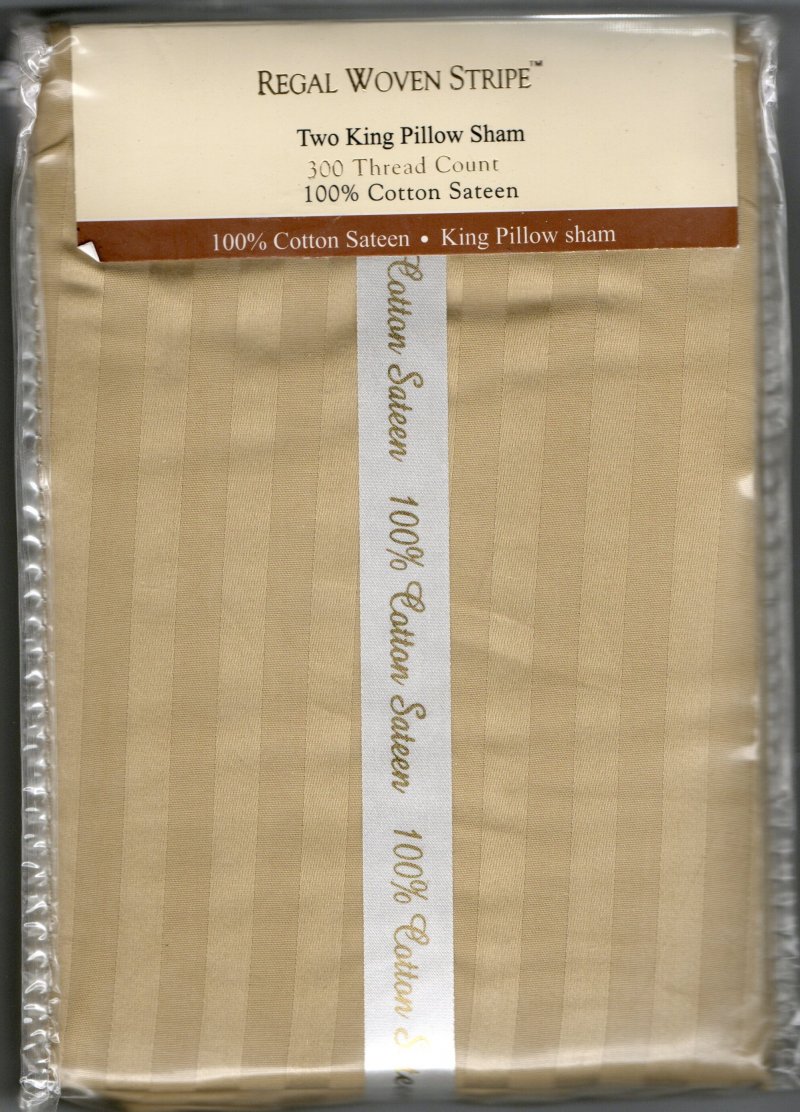 REGAL WOVEN STRIPE™
Two King Pillow Sham
300 Thread Count
100% Cotton Sateen
100% Cotton Sateen • King Pillow sham
Cotton Sateen 100% Cotton Sateen 100% Cotton